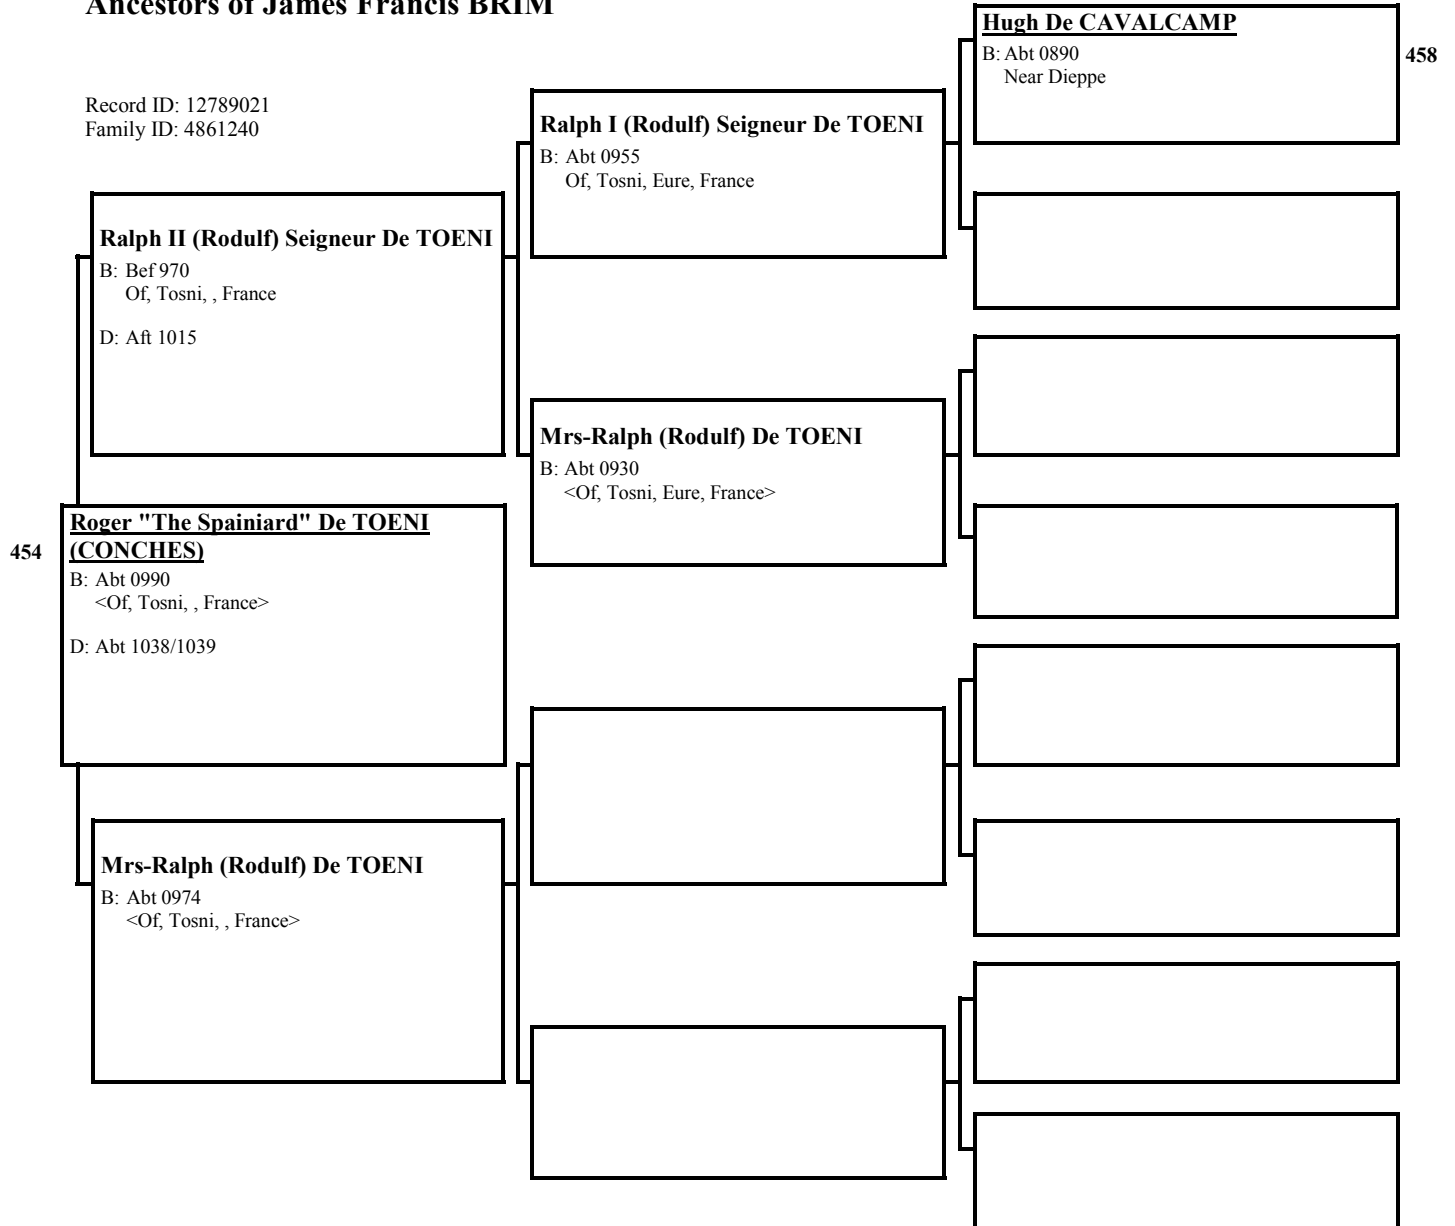 Ancestors of James Francis BRIM
Record ID: 12789021
Family ID: 4861240
Hugh De CAVALCAMP
B: Abt 0890
Near Dieppe
458
Ralph I (Rodulf) Seigneur De TOENI
B: Abt 0955
Of, Tosni, Eure, France
Ralph II (Rodulf) Seigneur De TOENI
B: Bef 970
Of, Tosni, , France
D: Aft 1015
Mrs-Ralph (Rodulf) De TOENI
B: Abt 0930
<Of, Tosni, Eure, France>
454
Roger "The Spainiard" De TOENI
(CONCHES)
B: Abt 0990
<Of, Tosni, , France>
D: Abt 1038/1039
Mrs-Ralph (Rodulf) De TOENI
B: Abt 0974
<Of, Tosni, , France>